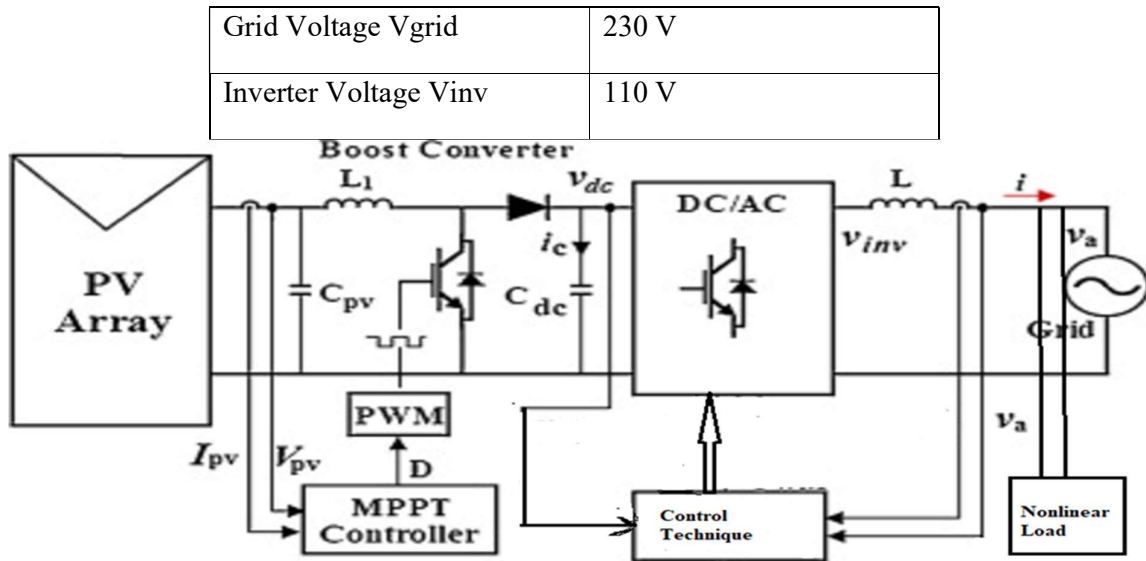 Grid Voltage Vgrid 230 V
Inverter Voltage Vinv 110 V
Boost Converter
L1
vdc
DC/AC
L
i
ic
vinv
va
PV
Array
Cpv
Cdc
Grid
PWM
va
Ipv
Vpv
D
MPPT
Controller
Control
Technique
Nonlinear
Load